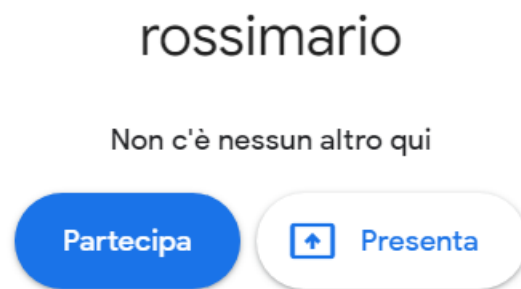 rossimario
Non c'è nessun altro qui
Partecipa
Presenta